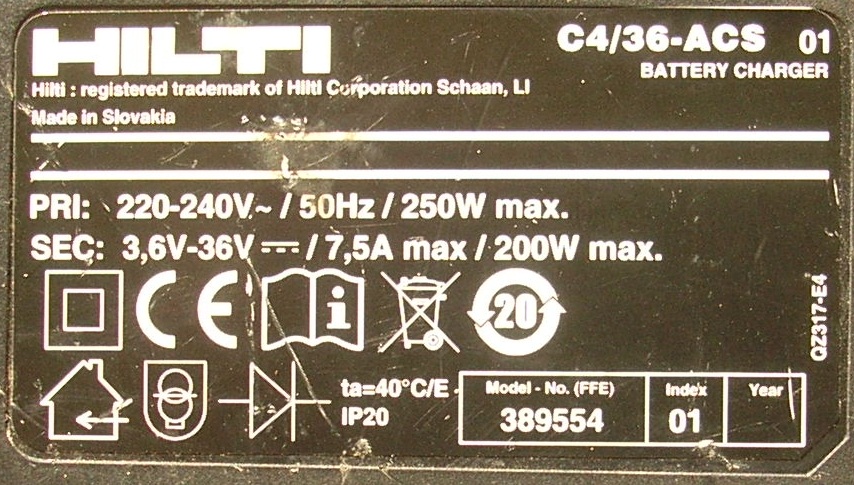 HILTI
C4/36-ACS 01
BATTERY CHARGER
Hilti : registered trademark of Hilti Corporation Schaan, LI
Made in Slovakia
PRI: 220-240V~ / 50Hz / 250W max.
SEC: 3,6V-36V ⎓ / 7,5A max / 200W max.
CE i 20
QZ317-E4
ta=40°C/E
IP20
Model - No. (FFE) Index Year
389554 01